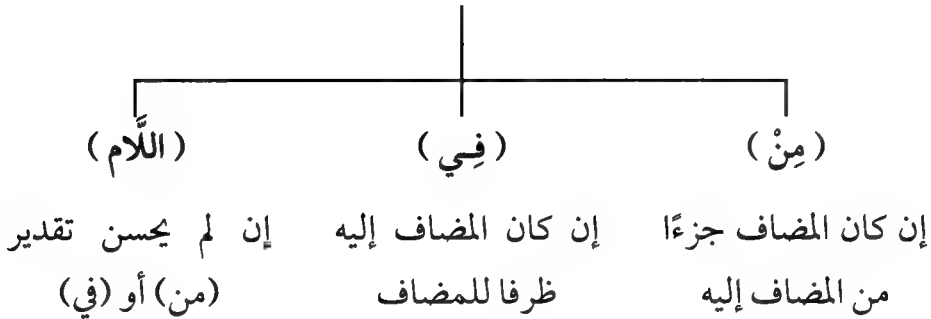 (مِنْ) (فِي) (اللَّام)
إن كان المضاف جزءًا إن كان المضاف إليه إن لم يحسن تقدير
من المضاف إليه ظرفا للمضاف (من) أو (في)